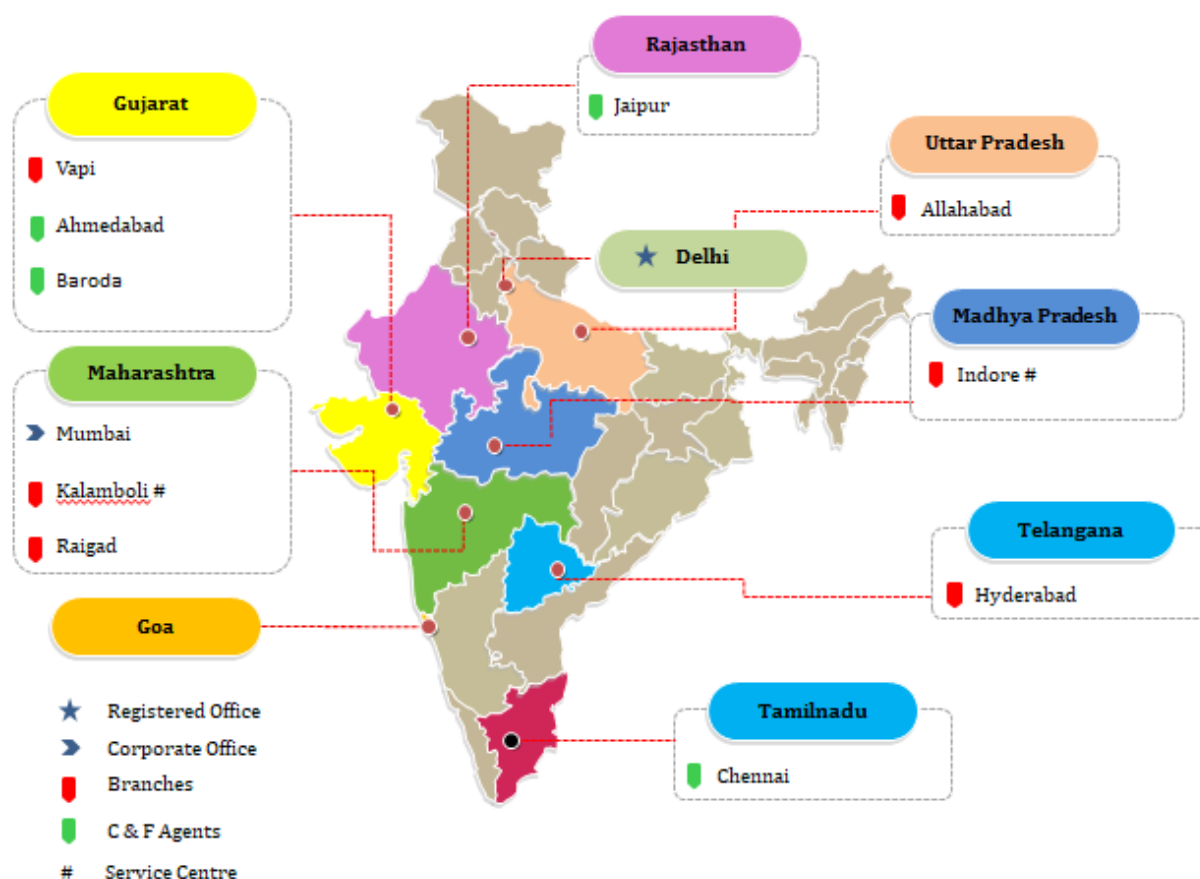 Rajasthan
Jaipur
Gujarat
Vapi
Ahmedabad
Baroda
Uttar Pradesh
Allahabad
Delhi
Madhya Pradesh
Indore #
Maharashtra
Mumbai
Kalamboli #
Raigad
Telangana
Hyderabad
Goa
Tamilnadu
Chennai
Registered Office
Corporate Office
Branches
C & F Agents
# Service Centre